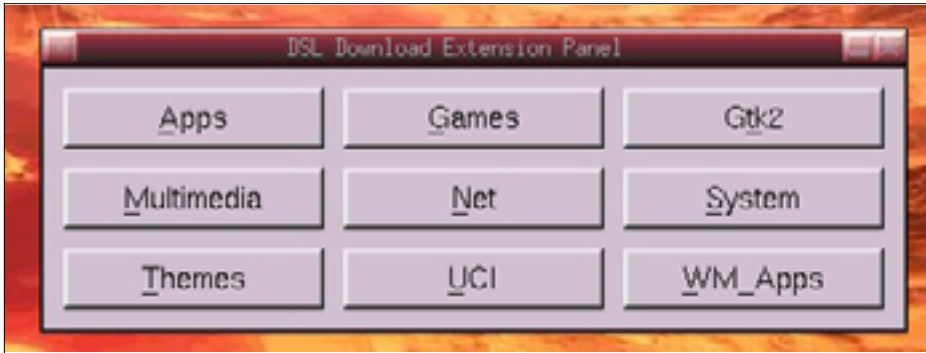 DSL Download Extension Panel
Apps Games Gtk2
Multimedia Net System
Themes UCI WM_Apps